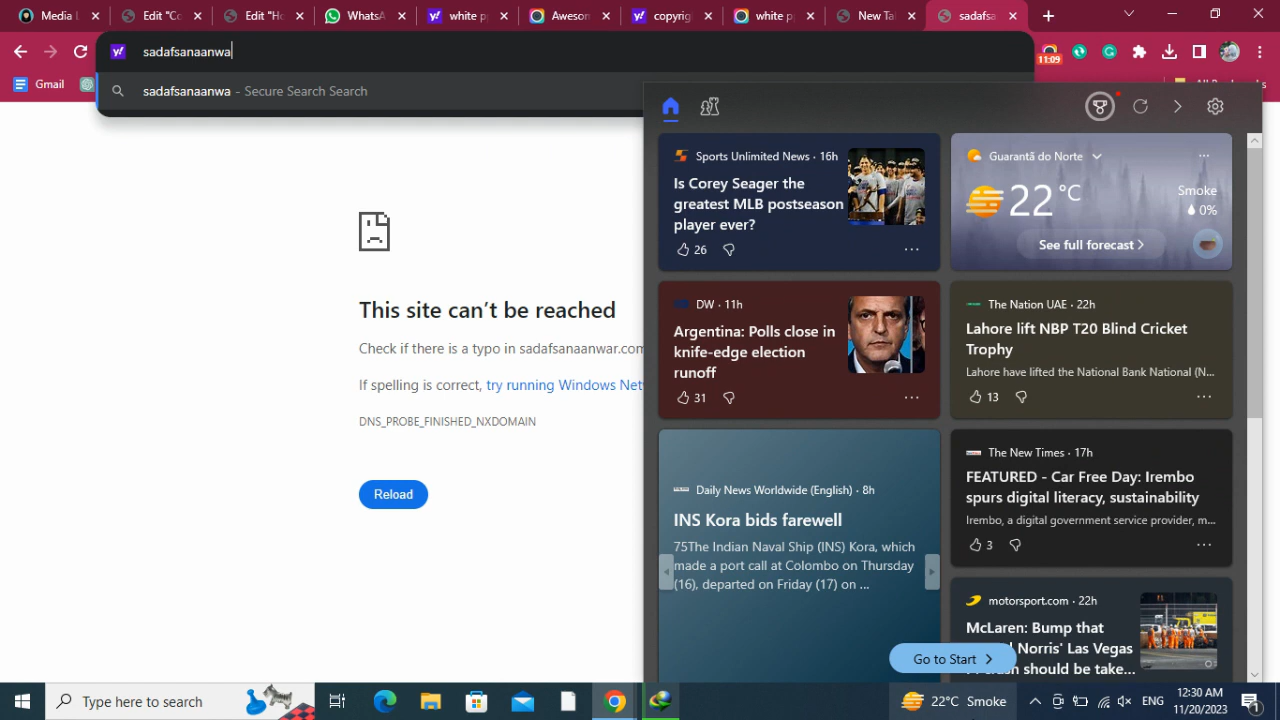 Media L
Edit "Co
Edit "Ho
WhatsA
white p
Awesom
copyrig
white p
New Tab
sadafsa
sadafsanaanwa
sadafsanaanwa - Secure Search Search
11:09
Gmail
This site can't be reached
Check if there is a typo in sadafsanaanwar.com
If spelling is correct, try running Windows Net
DNS_PROBE_FINISHED_NXDOMAIN
Reload
Sports Unlimited News · 16h
Is Corey Seager the
greatest MLB postseason
player ever?
26
Guarantã do Norte
22 °C
Smoke
0%
See full forecast
DW · 11h
Argentina: Polls close in
knife-edge election
runoff
31
The Nation UAE · 22h
Lahore lift NBP T20 Blind Cricket
Trophy
Lahore have lifted the National Bank National (N...
13
Daily News Worldwide (English) · 8h
INS Kora bids farewell
75The Indian Naval Ship (INS) Kora, which
made a port call at Colombo on Thursday
(16), departed on Friday (17) on ...
The New Times · 17h
FEATURED - Car Free Day: Irembo
spurs digital literacy, sustainability
Irembo, a digital government service provider, m...
3
motorsport.com · 22h
McLaren: Bump that
Norris' Las Vegas
should be take...
Go to Start
Type here to search
22°C Smoke
ENG
12:30 AM
11/20/2023
1